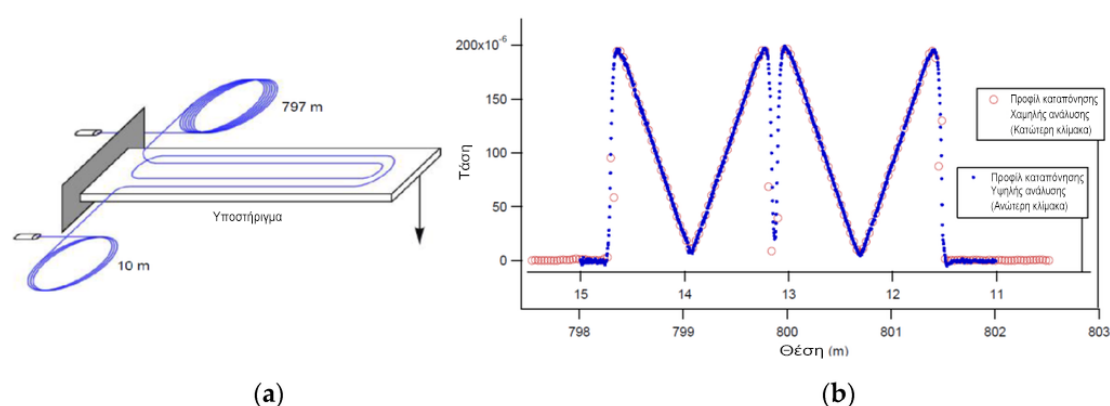 797 m
Υποστήριγμα
10 m
(a)
200x10⁻⁶
150
100
50
0
Τάση
Προφίλ καταπόνησης
Χαμηλής ανάλυσης
(Κατώτερη κλίμακα)
Προφίλ καταπόνησης
Υψηλής ανάλυσης
(Ανώτερη κλίμακα)
15 14 13 12 11
798 799 800 801 802 803
Θέση (m)
(b)